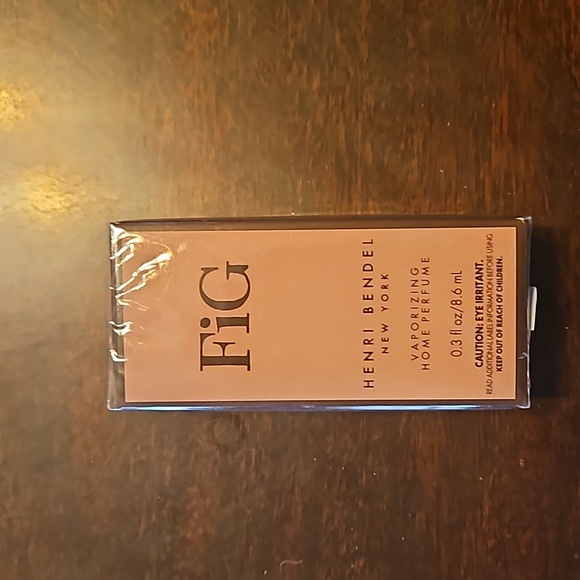 FiG
HENRI BENDEL
NEW YORK
VAPORIZING
HOME PERFUME
0.3 fl oz/8.6 mL
CAUTION: EYE IRRITANT.
READ ADDITIONAL LABEL INFORMATION BEFORE USING
KEEP OUT OF REACH OF CHILDREN.